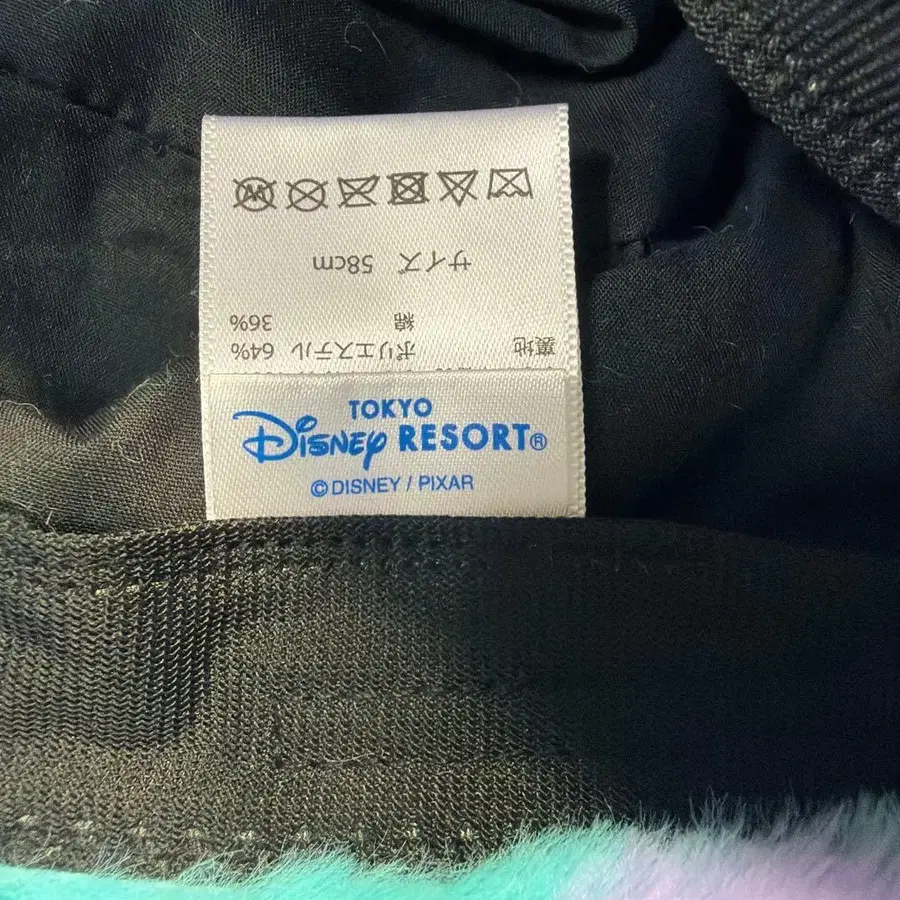 TOKYO
Disney RESORT®
© DISNEY / PIXAR
裏地 ポリエステル 64%
綿 36%
サイズ 58cm
W